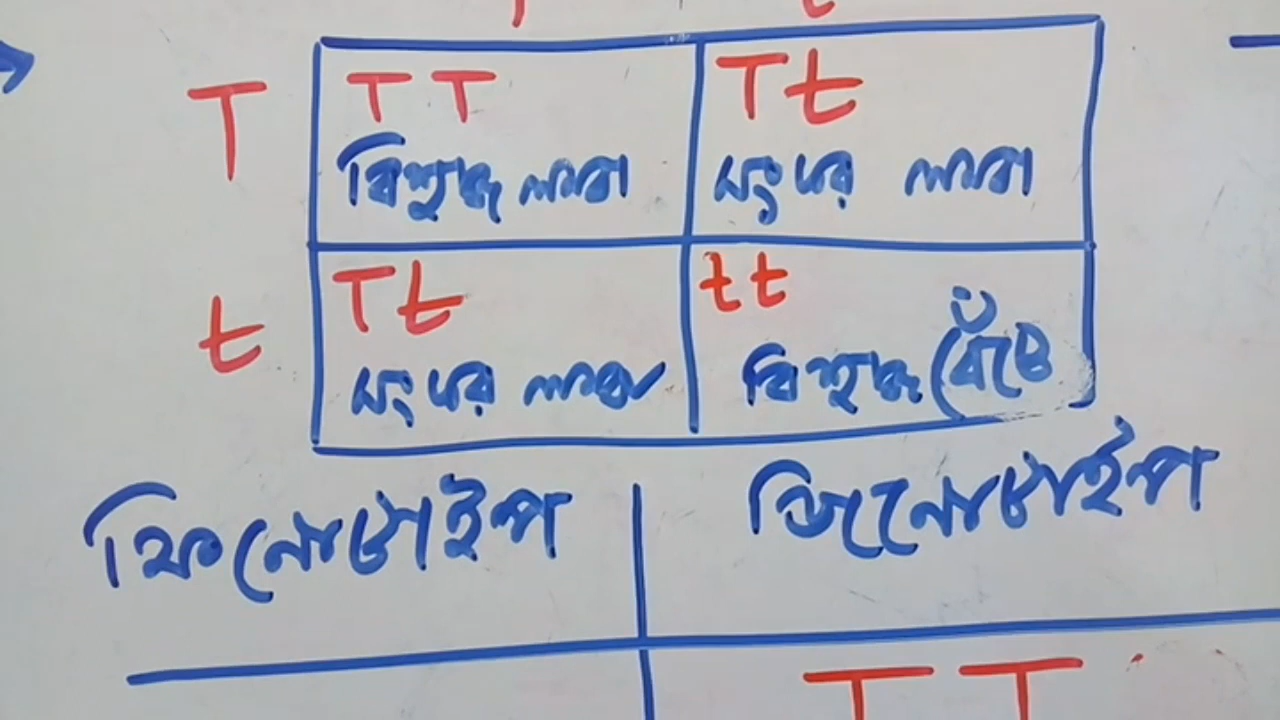 T t
T TT Tt
বিশুদ্ধ লম্বা সংকর লম্বা
t Tt tt
সংকর লম্বা বিশুদ্ধ বেঁটে
ফিনোটাইপ জিনোটাইপ
TT